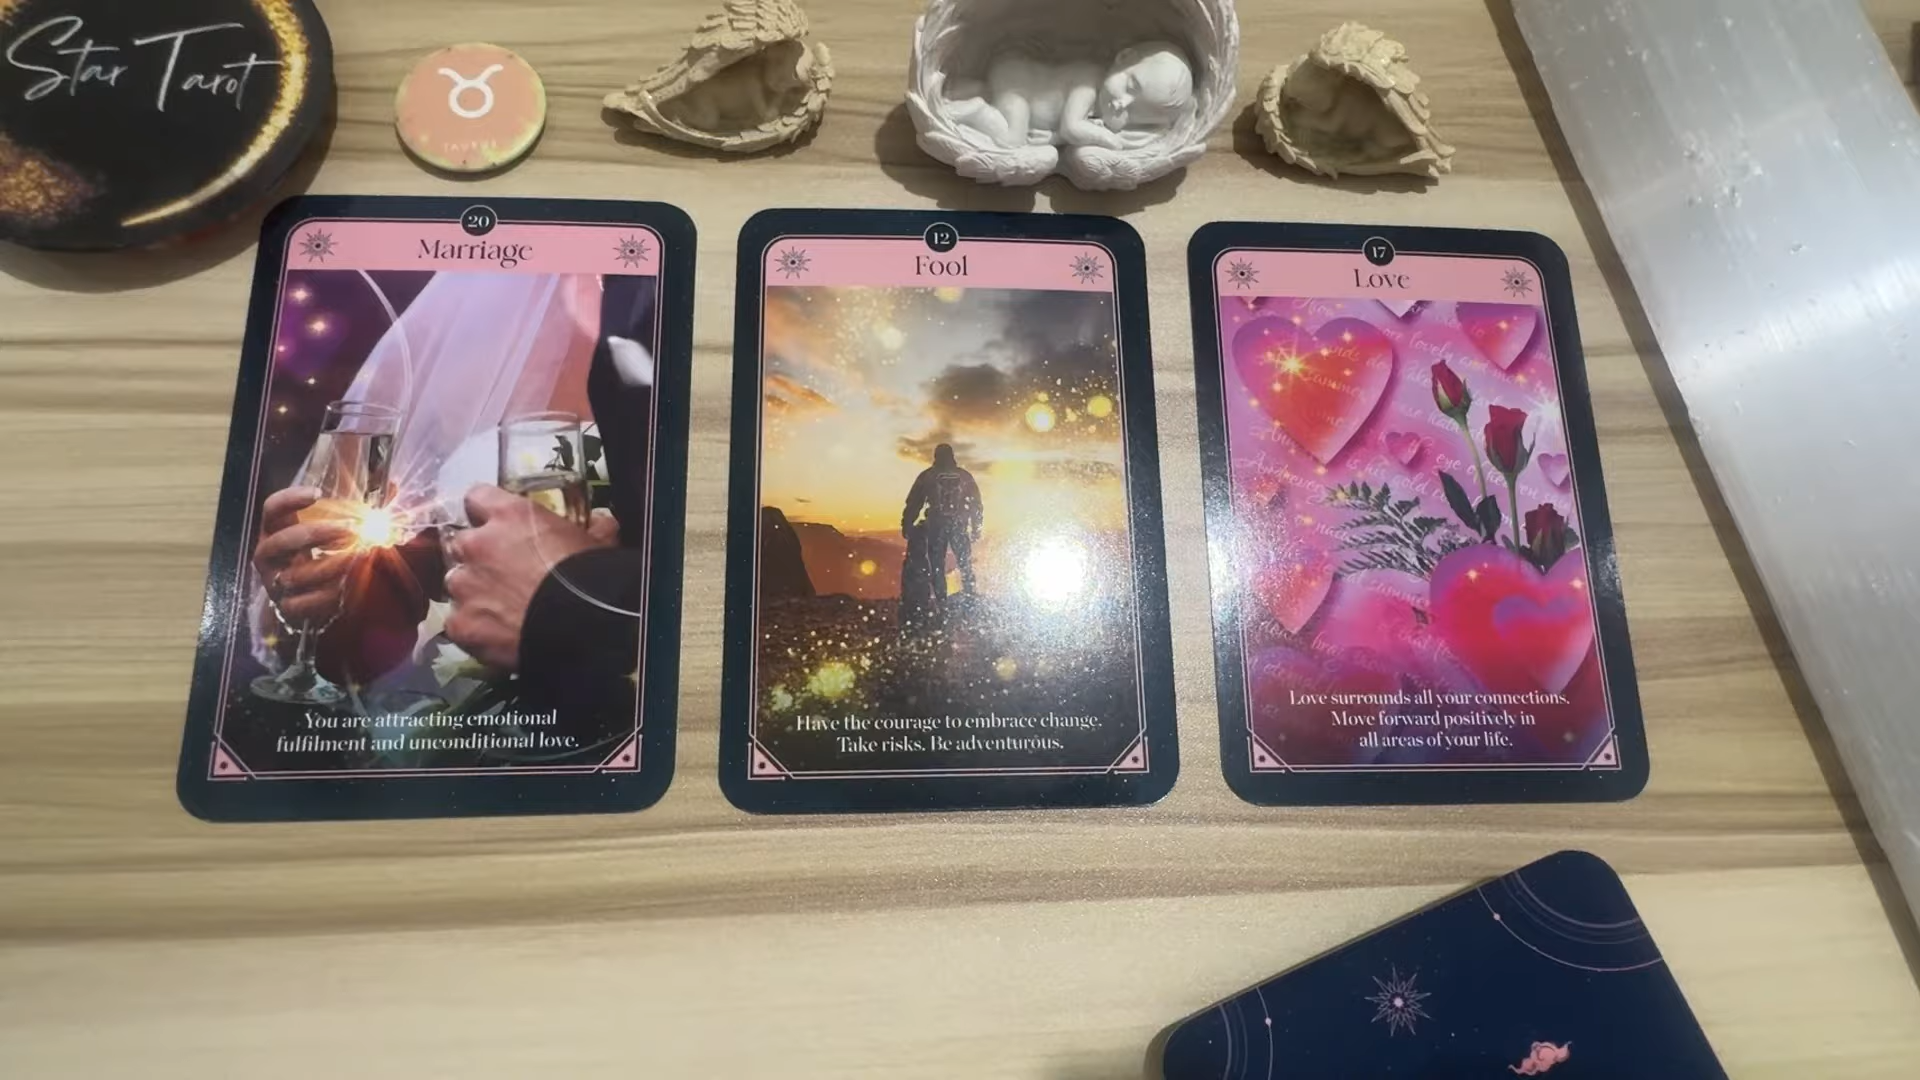 Star Tarot
TAURUS
20
Marriage
You are attracting emotional
fulfilment and unconditional love.
12
Fool
Have the courage to embrace change.
Take risks. Be adventurous.
17
Love
Love surrounds all your connections.
Move forward positively in
all areas of your life.